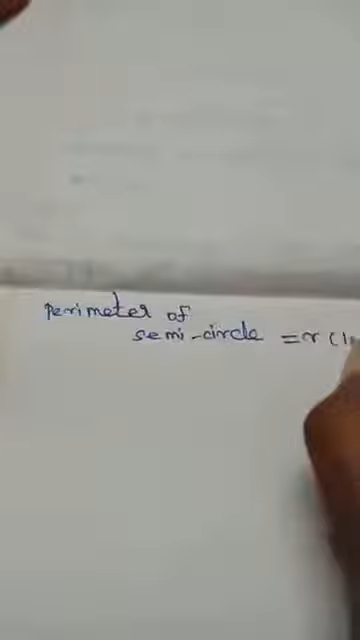 perimeter of
semi-circle = r (